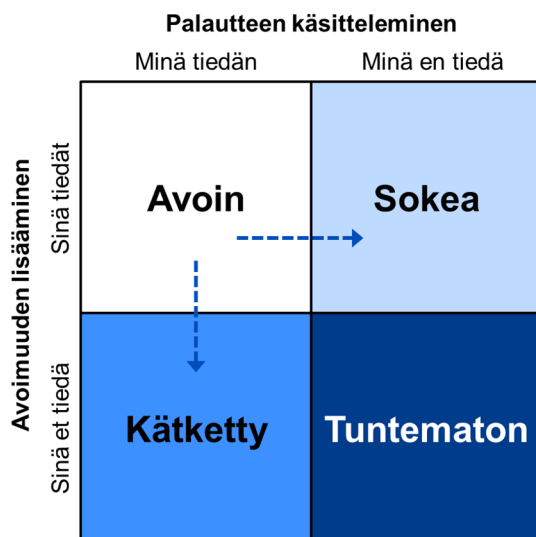 Palautteen käsitteleminen
Minä tiedän
Minä en tiedä
Avoimuuden lisääminen
Sinä tiedät
Sinä et tiedä
Avoin
Sokea
Kätketty
Tuntematon